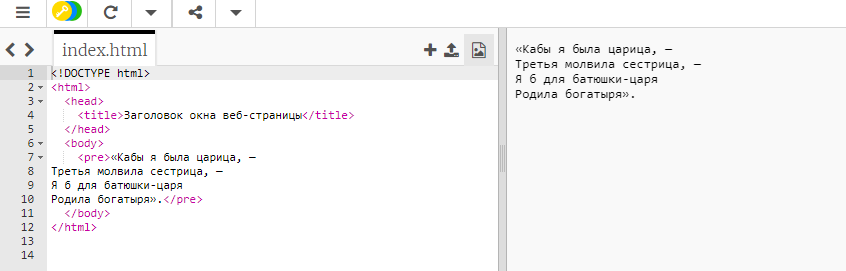 index.html
1 <!DOCTYPE html>
2 <html>
3 <head>
4 <title>Заголовок окна веб-страницы</title>
5 </head>
6 <body>
7 <pre>«Кабы я была царица, —
8 Третья молвила сестрица, —
9 Я б для батюшки-царя
10 Родила богатыря».</pre>
11 </body>
12 </html>
13
14
«Кабы я была царица, —
Третья молвила сестрица, —
Я б для батюшки-царя
Родила богатыря».